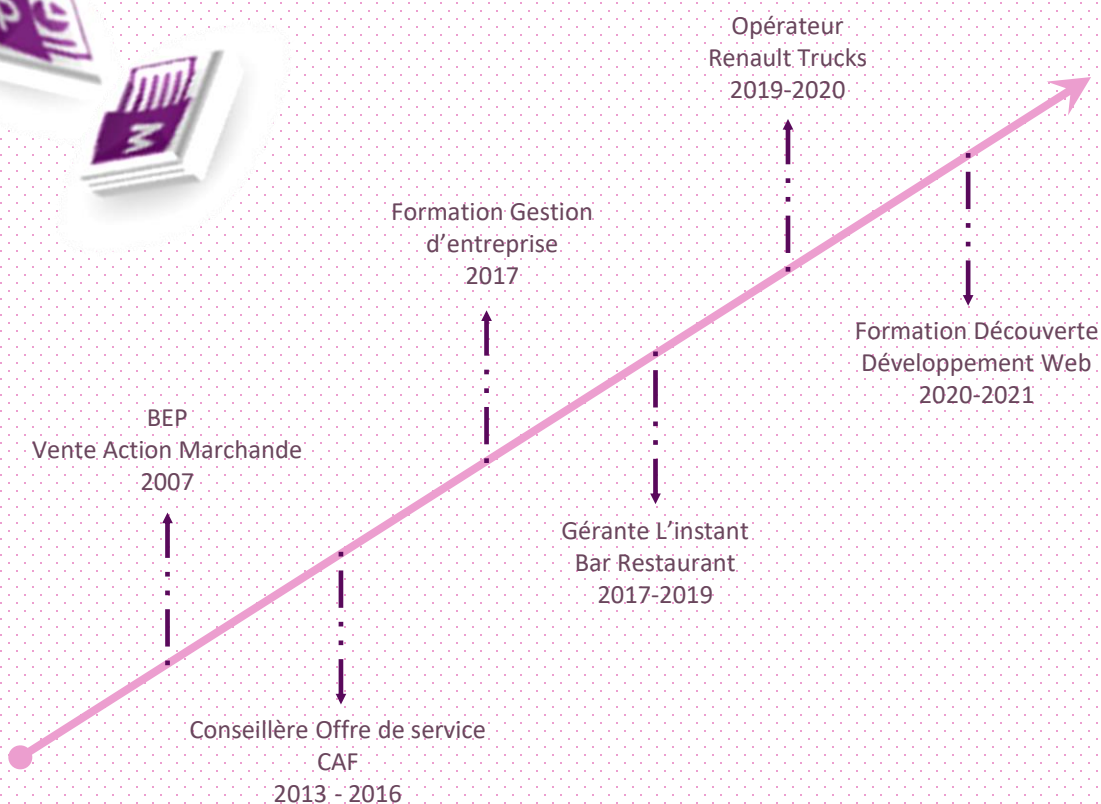 Opérateur
Renault Trucks
2019-2020
Formation Gestion
d’entreprise
2017
Formation Découverte
Développement Web
2020-2021
BEP
Vente Action Marchande
2007
Gérante L’instant
Bar Restaurant
2017-2019
Conseillère Offre de service
CAF
2013 - 2016